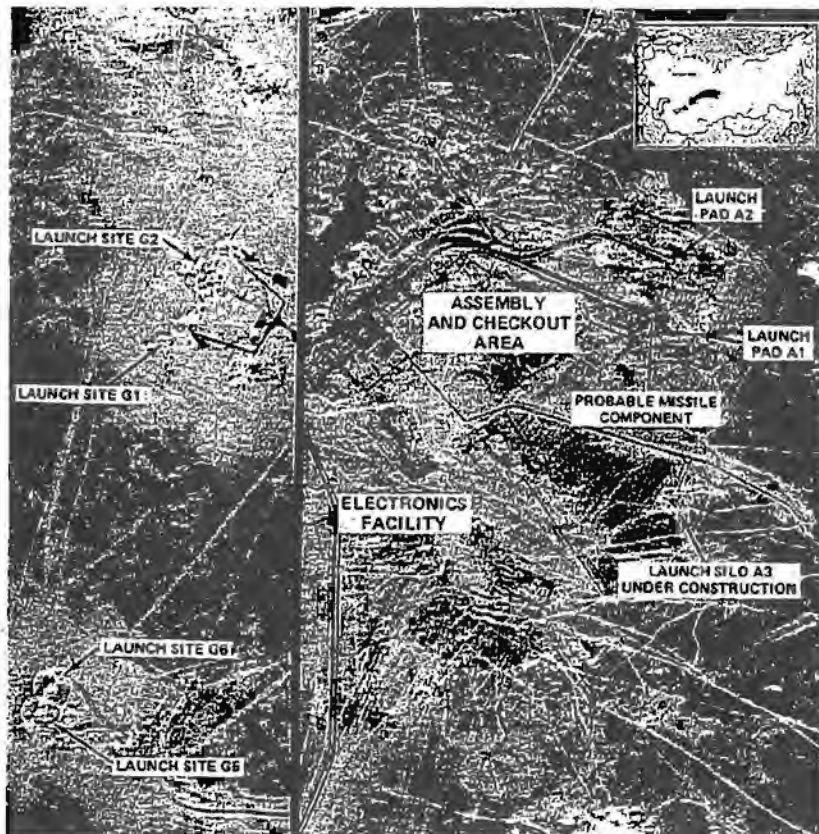 LAUNCH
PAD A2
LAUNCH SITE G2
ASSEMBLY
AND CHECKOUT
AREA
LAUNCH
PAD A1
LAUNCH SITE G1
PROBABLE MISSILE
COMPONENT
ELECTRONICS
FACILITY
LAUNCH SILO A3
UNDER CONSTRUCTION
LAUNCH SITE G6
LAUNCH SITE G5